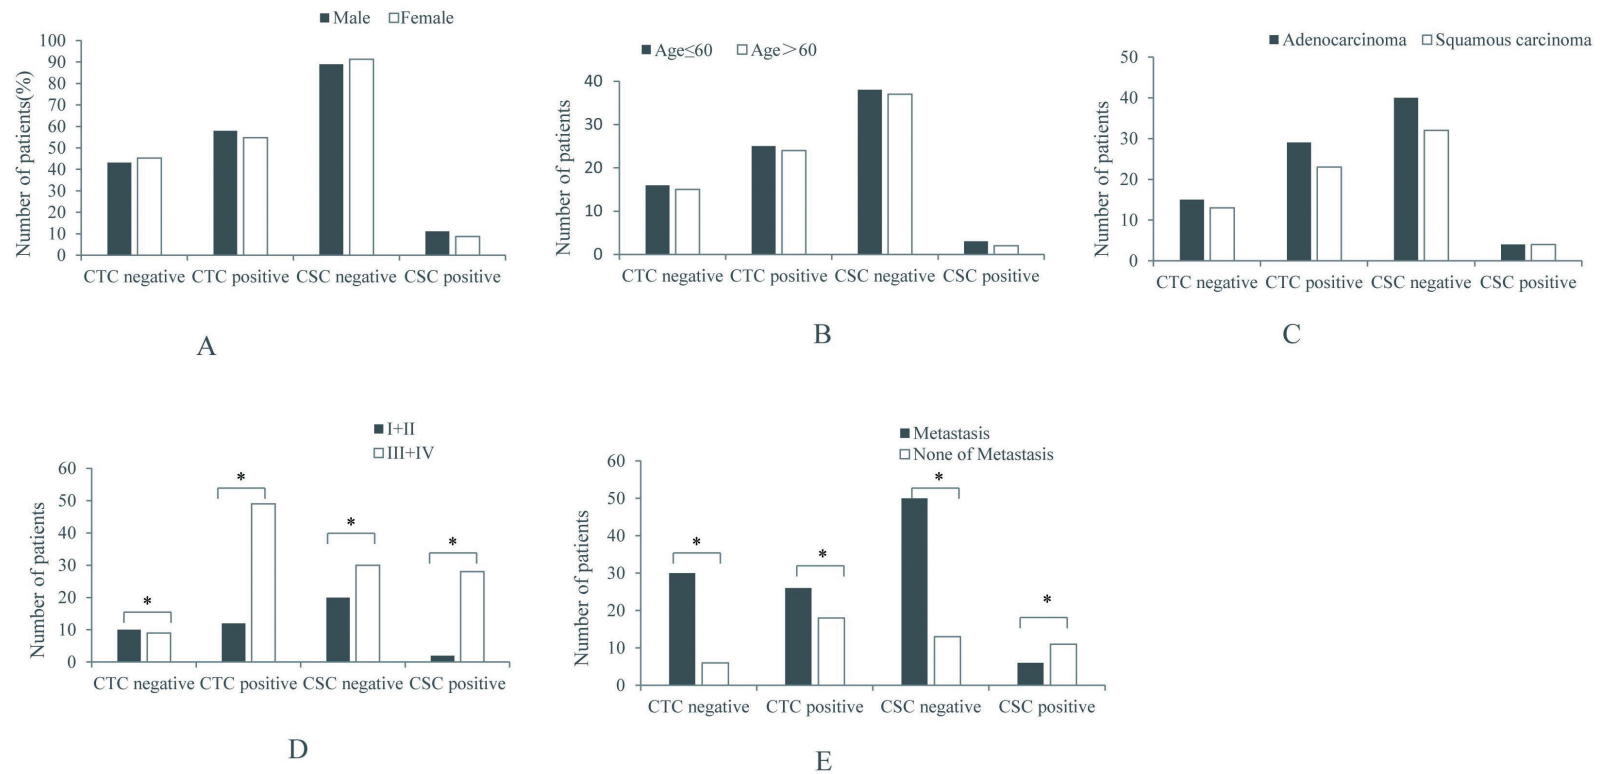 ■Male □Female
Number of patients(%)
100
90
80
70
60
50
40
30
20
10
0
CTC negative CTC positive CSC negative CSC positive
A
■Age≤60 □Age>60
Number of patients
40
30
20
10
0
CTC negative CTC positive CSC negative CSC positive
B
■Adenocarcinoma □Squamous carcinoma
Number of patients
50
40
30
20
10
0
CTC negative CTC positive CSC negative CSC positive
C
■I+II
□III+IV
Number of patients
60
50
40
30
20
10
0
*
*
*
*
CTC negative CTC positive CSC negative CSC positive
D
■Metastasis
□None of Metastasis
Number of patients
60
50
40
30
20
10
0
*
*
*
*
CTC negative CTC positive CSC negative CSC positive
E